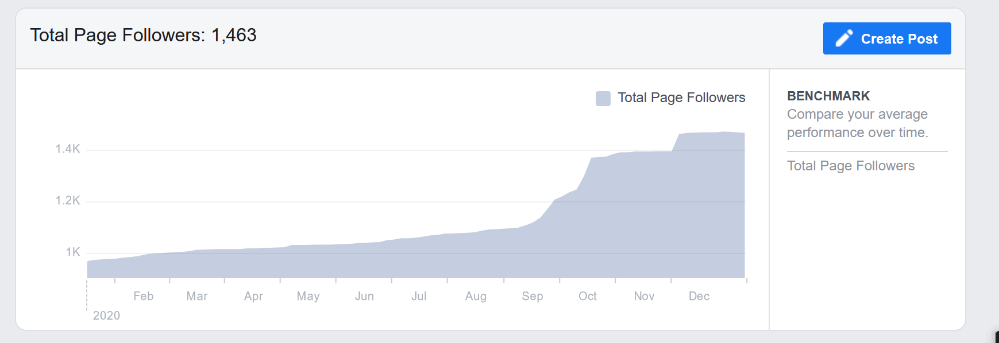 Total Page Followers: 1,463
Create Post
Total Page Followers
1.4K
1.2K
1K
Feb Mar Apr May Jun Jul Aug Sep Oct Nov Dec
2020
BENCHMARK
Compare your average
performance over time.
Total Page Followers